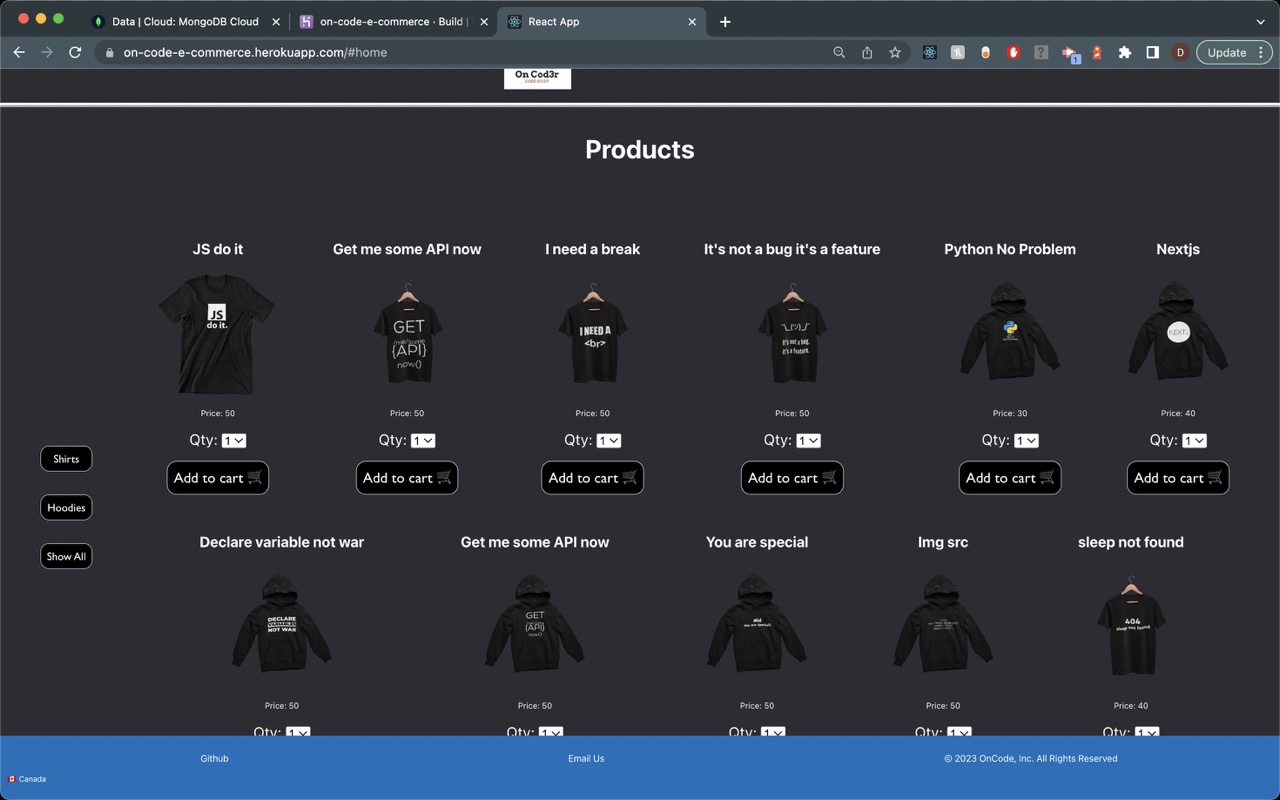 Data | Cloud: MongoDB Cloud
on-code-e-commerce · Build |
React App
on-code-e-commerce.herokuapp.com/#home
1
D
Update
On Cod3r
Products
JS do it
Get me some API now
I need a break
It's not a bug it's a feature
Python No Problem
Nextjs
JS
do it.
GET
/me/some
{API}
now()
I NEED A
<br>
¯\_(ツ)_/¯
It's not a bug,
it's a feature.
NEXT.
Price: 50
Price: 50
Price: 50
Price: 50
Price: 30
Price: 40
Qty: 1
Qty: 1
Qty: 1
Qty: 1
Qty: 1
Qty: 1
Add to cart
Add to cart
Add to cart
Add to cart
Add to cart
Add to cart
Shirts
Hoodies
Show All
Declare variable not war
Get me some API now
You are special
Img src
sleep not found
DECLARE
NOT WAR
GET
{API}
now()
you are special
404
sleep not found
Price: 50
Price: 50
Price: 50
Price: 50
Price: 40
Qty: 1
Qty: 1
Qty: 1
Qty: 1
Qty: 1
Github
Email Us
© 2023 OnCode, Inc. All Rights Reserved
Canada